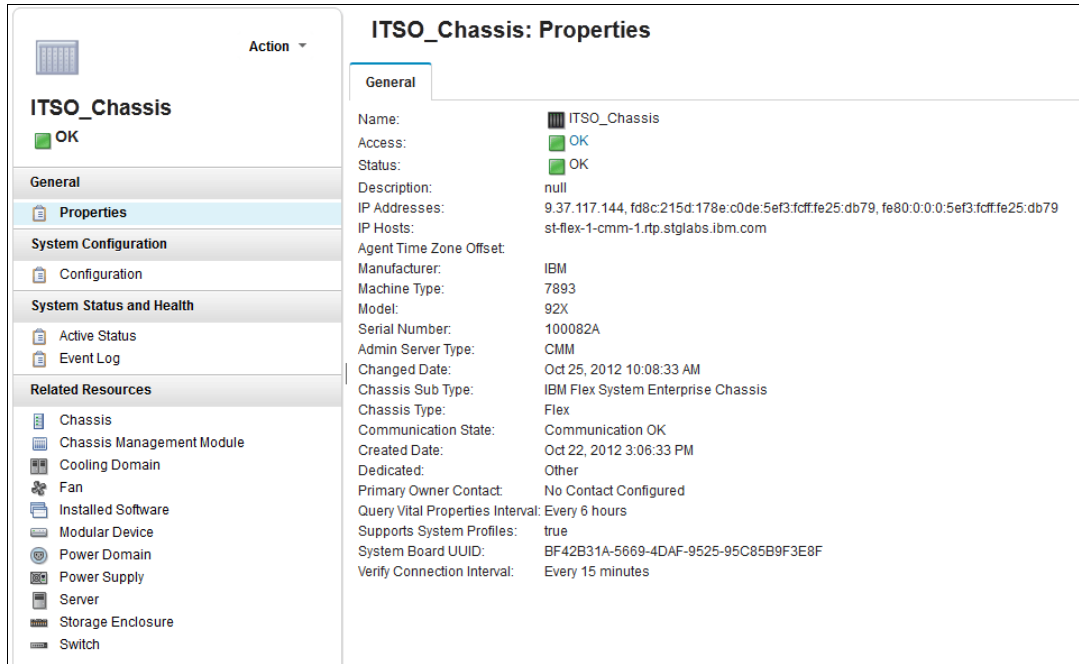 Action
ITSO_Chassis
OK
General
Properties
System Configuration
Configuration
System Status and Health
Active Status
Event Log
Related Resources
Chassis
Chassis Management Module
Cooling Domain
Fan
Installed Software
Modular Device
Power Domain
Power Supply
Server
Storage Enclosure
Switch
ITSO_Chassis: Properties
General
Name: ITSO_Chassis
Access: OK
Status: OK
Description: null
IP Addresses: 9.37.117.144, fd8c:215d:178e:c0de:5ef3:fcff:fe25:db79, fe80:0:0:0:5ef3:fcff:fe25:db79
IP Hosts: st-flex-1-cmm-1.rtp.stglabs.ibm.com
Agent Time Zone Offset:
Manufacturer: IBM
Machine Type: 7893
Model: 92X
Serial Number: 100082A
Admin Server Type: CMM
Changed Date: Oct 25, 2012 10:08:33 AM
Chassis Sub Type: IBM Flex System Enterprise Chassis
Chassis Type: Flex
Communication State: Communication OK
Created Date: Oct 22, 2012 3:06:33 PM
Dedicated: Other
Primary Owner Contact: No Contact Configured
Query Vital Properties Interval: Every 6 hours
Supports System Profiles: true
System Board UUID: BF42B31A-5669-4DAF-9525-95C85B9F3E8F
Verify Connection Interval: Every 15 minutes